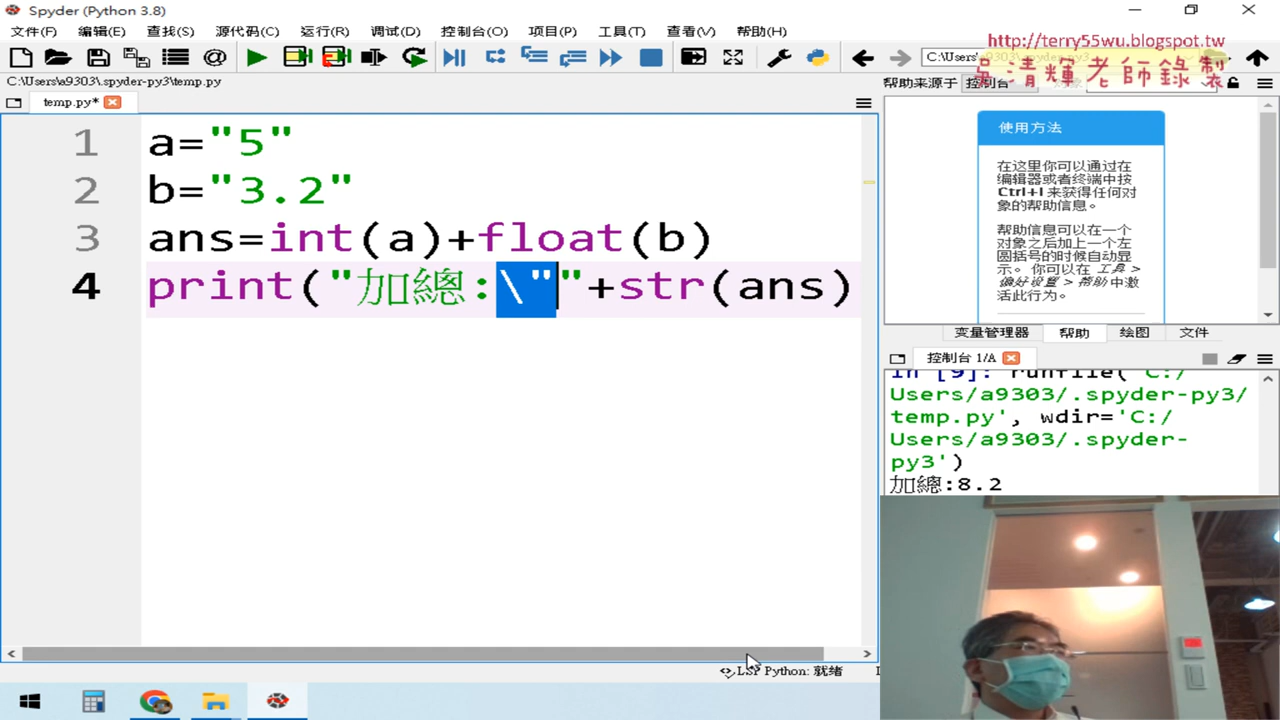 Spyder (Python 3.8)
文件(F) 编辑(E) 查找(S) 源代码(C) 运行(R) 调试(D) 控制台(O) 项目(P) 工具(T) 查看(V) 帮助(H)
http://terry55wu.blogspot.tw
吳清輝老師錄製
C:\Users\a9303\.spyder-py3\temp.py
帮助来源于 控制台
temp.py*
1 a="5"
2 b="3.2"
3 ans=int(a)+float(b)
4 print("加總:\""+str(ans)
使用方法
在这里你可以通过在
编辑器或者终端中按
Ctrl+I 来获得任何对
象的帮助信息。
帮助信息可以在一个
对象之后加上一个左
圆括号的时候自动显
示。 你可以在 工具 >
偏好设置 > 帮助 中激
活此行为。
变量管理器 帮助 绘图 文件
控制台 1/A
In [9]: runfile('C:/
Users/a9303/.spyder-py3/
temp.py', wdir='C:/
Users/a9303/.spyder-
py3')
加總:8.2
LSP Python: 就绪